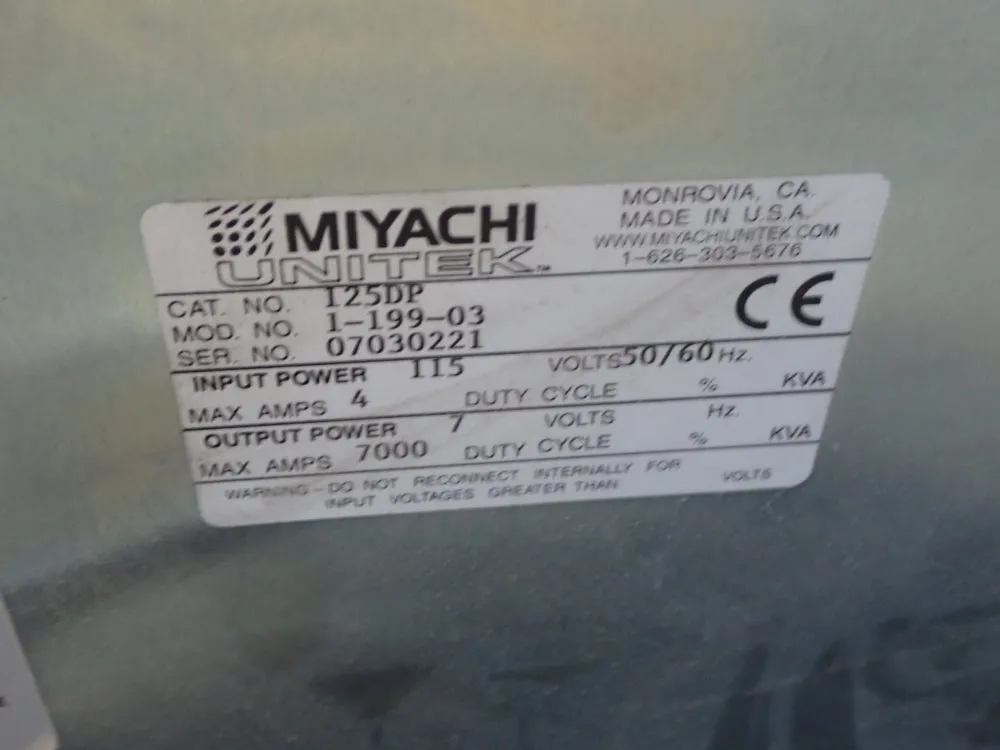 MIYACHI
UNITEK™
MONROVIA, CA.
MADE IN U.S.A.
WWW.MIYACHIUNITEK.COM
1-626-303-5676
CAT. NO. 125DP
MOD. NO. 1-199-03
SER. NO. 07030221
CE
INPUT POWER 115 VOLTS 50/60 Hz.
MAX AMPS 4 DUTY CYCLE % KVA
OUTPUT POWER 7 VOLTS Hz.
MAX AMPS 7000 DUTY CYCLE % KVA
WARNING - DO NOT RECONNECT INTERNALLY FOR
INPUT VOLTAGES GREATER THAN VOLTS